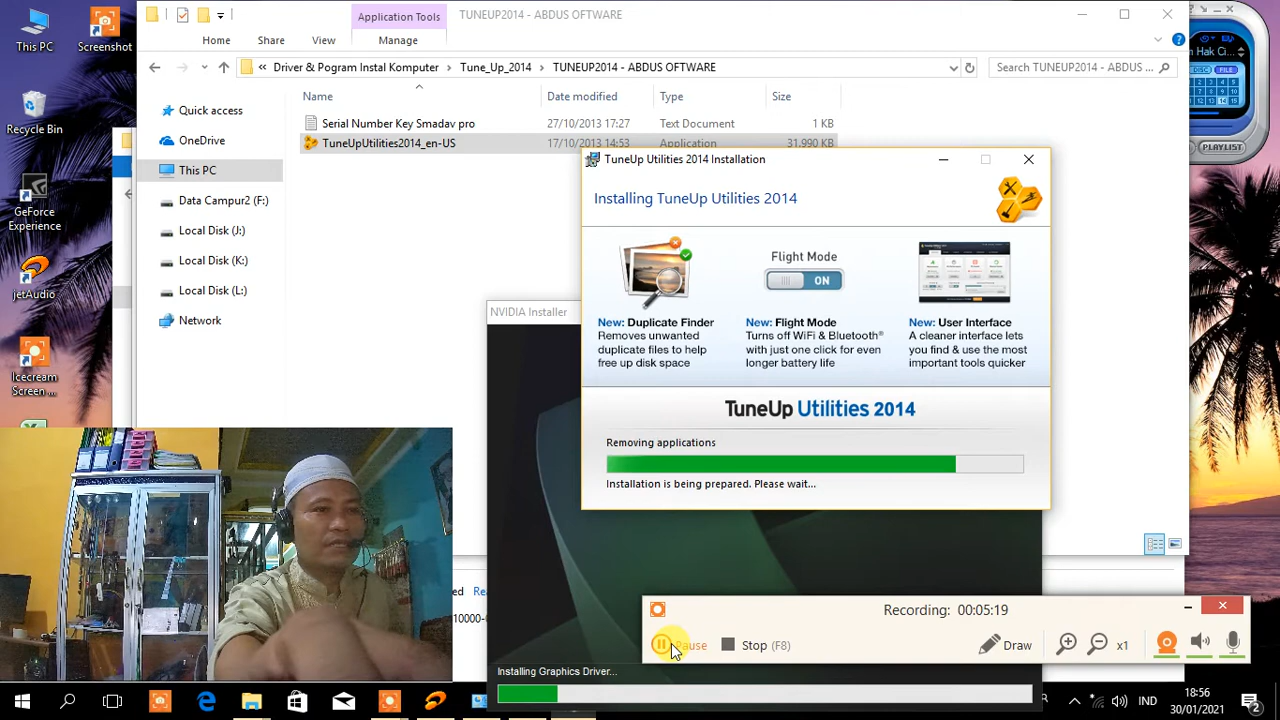 This PC
Screenshot
Recycle Bin
GeForce
Experience
jetAudio
Icecream
Screen ...
Application Tools
TUNEUP2014 - ABDUS OFTWARE
Home
Share
View
Manage
« Driver & Pogram Instal Komputer > Tune_Up_2014 > TUNEUP2014 - ABDUS OFTWARE
Search TUNEUP2014 - ABDUS ...
Name
Date modified
Type
Size
Quick access
OneDrive
This PC
Data Campur2 (F:)
Local Disk (J:)
Local Disk (K:)
Local Disk (L:)
Network
Serial Number Key Smadav pro
27/10/2013 17:27
Text Document
1 KB
TuneUpUtilities2014_en-US
17/10/2013 14:53
Application
31.990 KB
TuneUp Utilities 2014 Installation
Installing TuneUp Utilities 2014
Flight Mode
ON
New: Duplicate Finder
Removes unwanted
duplicate files to help
free up disk space
New: Flight Mode
Turns off WiFi & Bluetooth®
with just one click for even
longer battery life
New: User Interface
A cleaner interface lets
you find & use the most
important tools quicker
TuneUp Utilities 2014
Removing applications
Installation is being prepared. Please wait...
NVIDIA Installer
Installing Graphics Driver...
Recording: 00:05:19
Pause
Stop (F8)
Draw
x1
m Hak Ci...
DISC
FILE
PLAYLIST
IND
18:56
30/01/2021
2